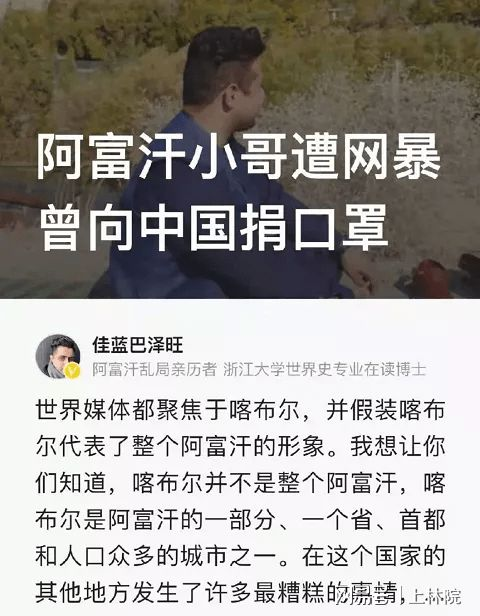 阿富汗小哥遭网暴
曾向中国捐口罩
佳蓝巴泽旺
阿富汗乱局亲历者 浙江大学世界史专业在读博士
世界媒体都聚焦于喀布尔，并假装喀布
尔代表了整个阿富汗的形象。我想让你
们知道，喀布尔并不是整个阿富汗，喀
布尔是阿富汗的一部分、一个省、首都
和人口众多的城市之一。在这个国家的
其他地方发生了许多最糟糕的事情，
网易号 | 上林院